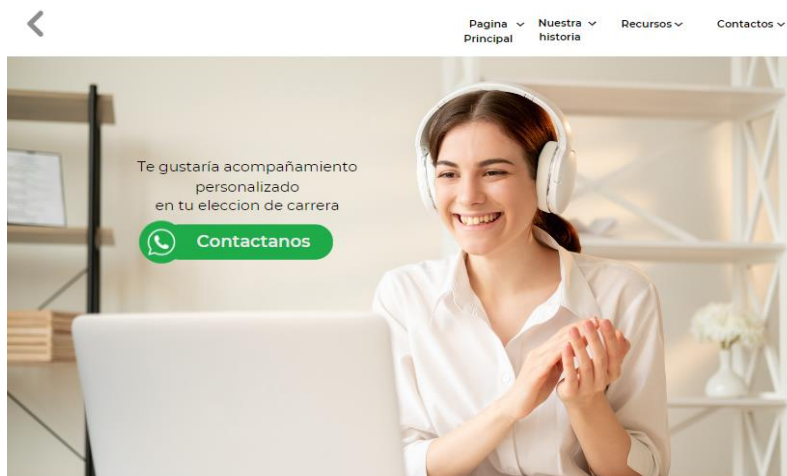 Pagina
Principal
Nuestra
historia
Recursos
Contactos
Te gustaría acompañamiento
personalizado
en tu eleccion de carrera
Contactanos